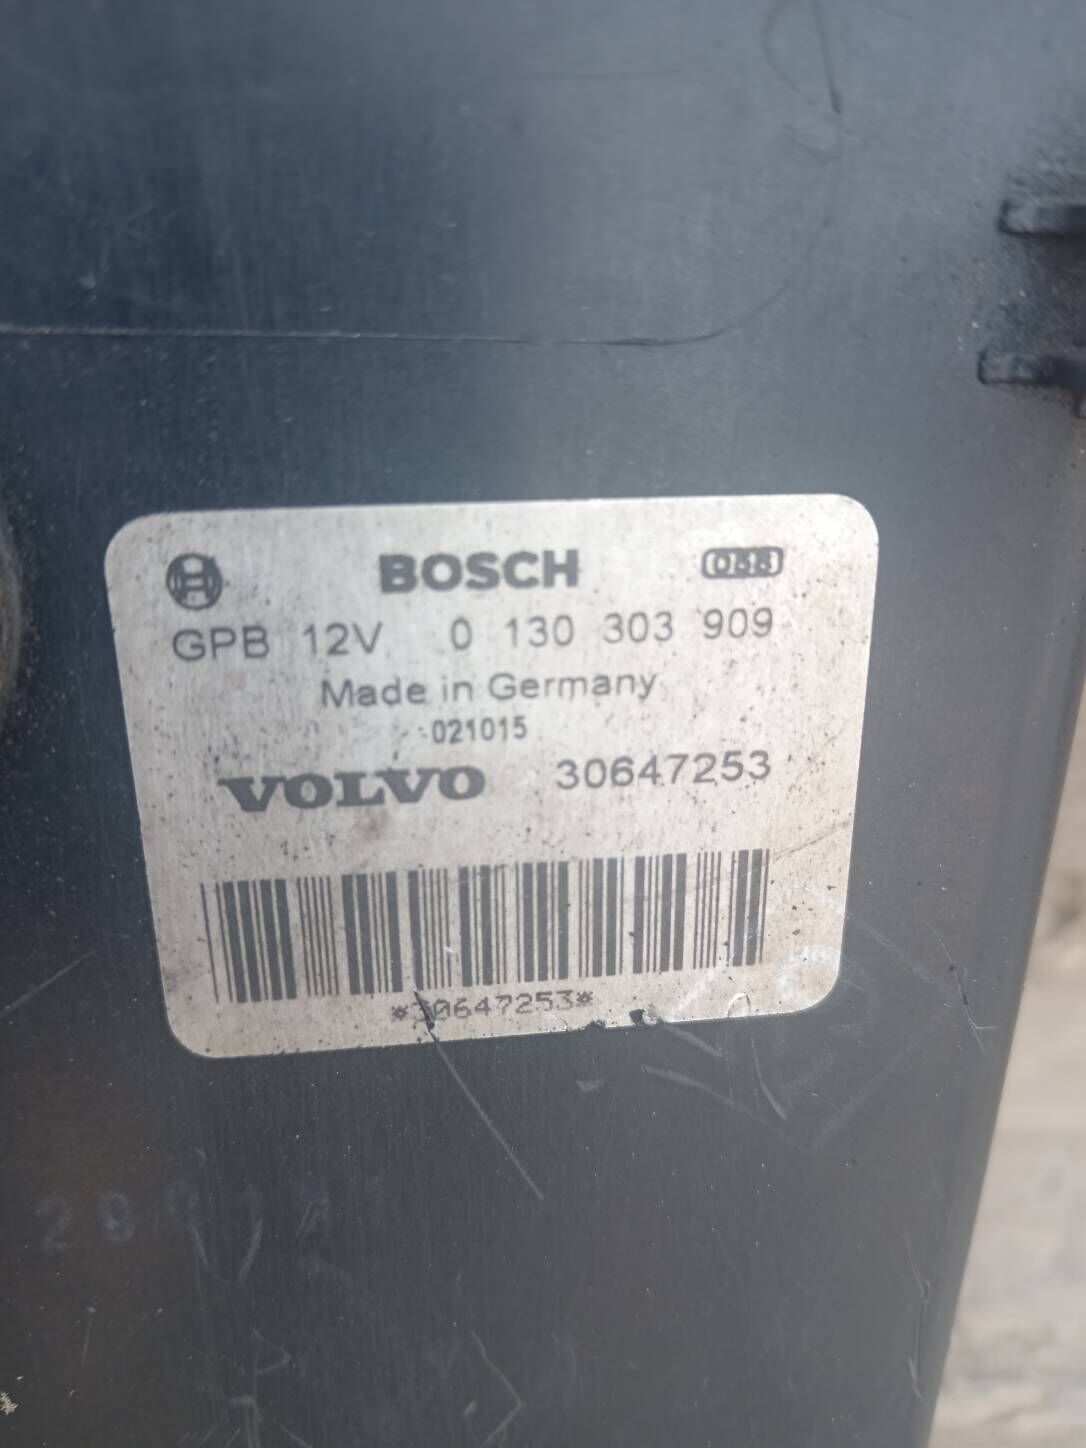 BOSCH
GPB 12V 0 130 303 909
Made in Germany
021015
VOLVO 30647253
*30647253*